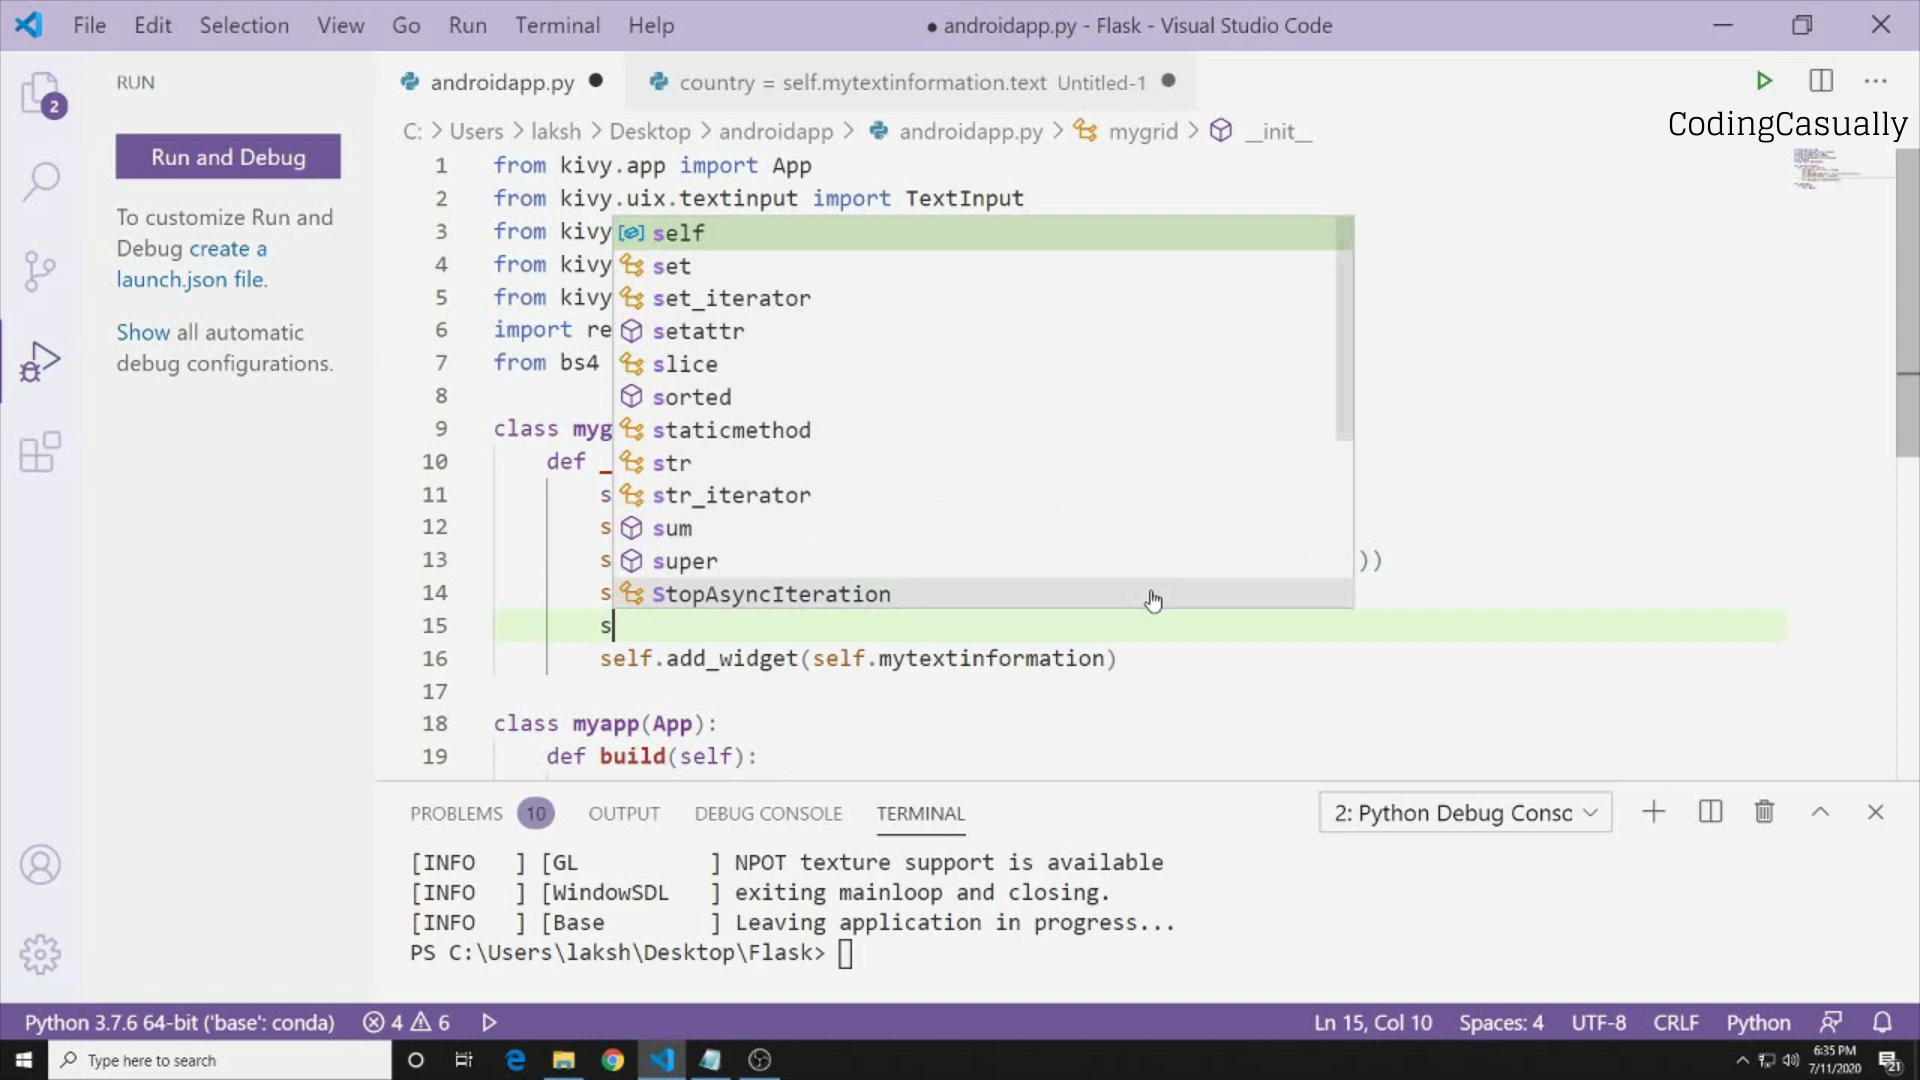 File Edit Selection View Go Run Terminal Help
● androidapp.py - Flask - Visual Studio Code
RUN
androidapp.py ●
country = self.mytextinformation.text Untitled-1 ●
CodingCasually
C: > Users > laksh > Desktop > androidapp > androidapp.py > mygrid > __init__
Run and Debug
To customize Run and
Debug create a
launch.json file.
Show all automatic
debug configurations.
2
1 from kivy.app import App
2 from kivy.uix.textinput import TextInput
3 from kivy
4 from kivy
5 from kivy
6 import re
7 from bs4
8
9 class myg
10 def _
11 s
12 s
13 s ))
14 s
15 s
16 self.add_widget(self.mytextinformation)
17
18 class myapp(App):
19 def build(self):
self
set
set_iterator
setattr
slice
sorted
staticmethod
str
str_iterator
sum
super
StopAsyncIteration
PROBLEMS 10 OUTPUT DEBUG CONSOLE TERMINAL
2: Python Debug Consc
[INFO ] [GL ] NPOT texture support is available
[INFO ] [WindowSDL ] exiting mainloop and closing.
[INFO ] [Base ] Leaving application in progress...
PS C:\Users\laksh\Desktop\Flask>
Python 3.7.6 64-bit ('base': conda) 4 6
Ln 15, Col 10 Spaces: 4 UTF-8 CRLF Python
Type here to search
6:35 PM
7/11/2020
21